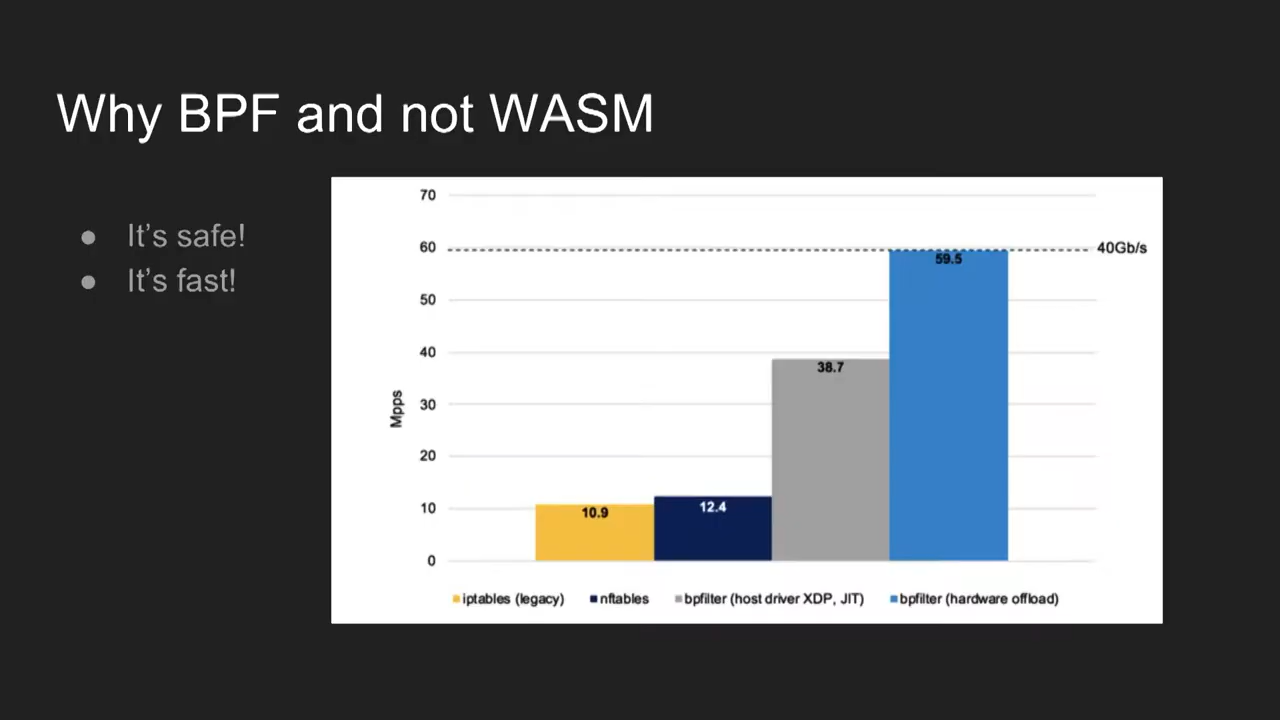 Why BPF and not WASM
● It's safe!
● It's fast!
70
60
50
40
30
20
10
0
Mpps
40Gb/s
10.9
12.4
38.7
59.5
iptables (legacy) nftables bpfilter (host driver XDP, JIT) bpfilter (hardware offload)